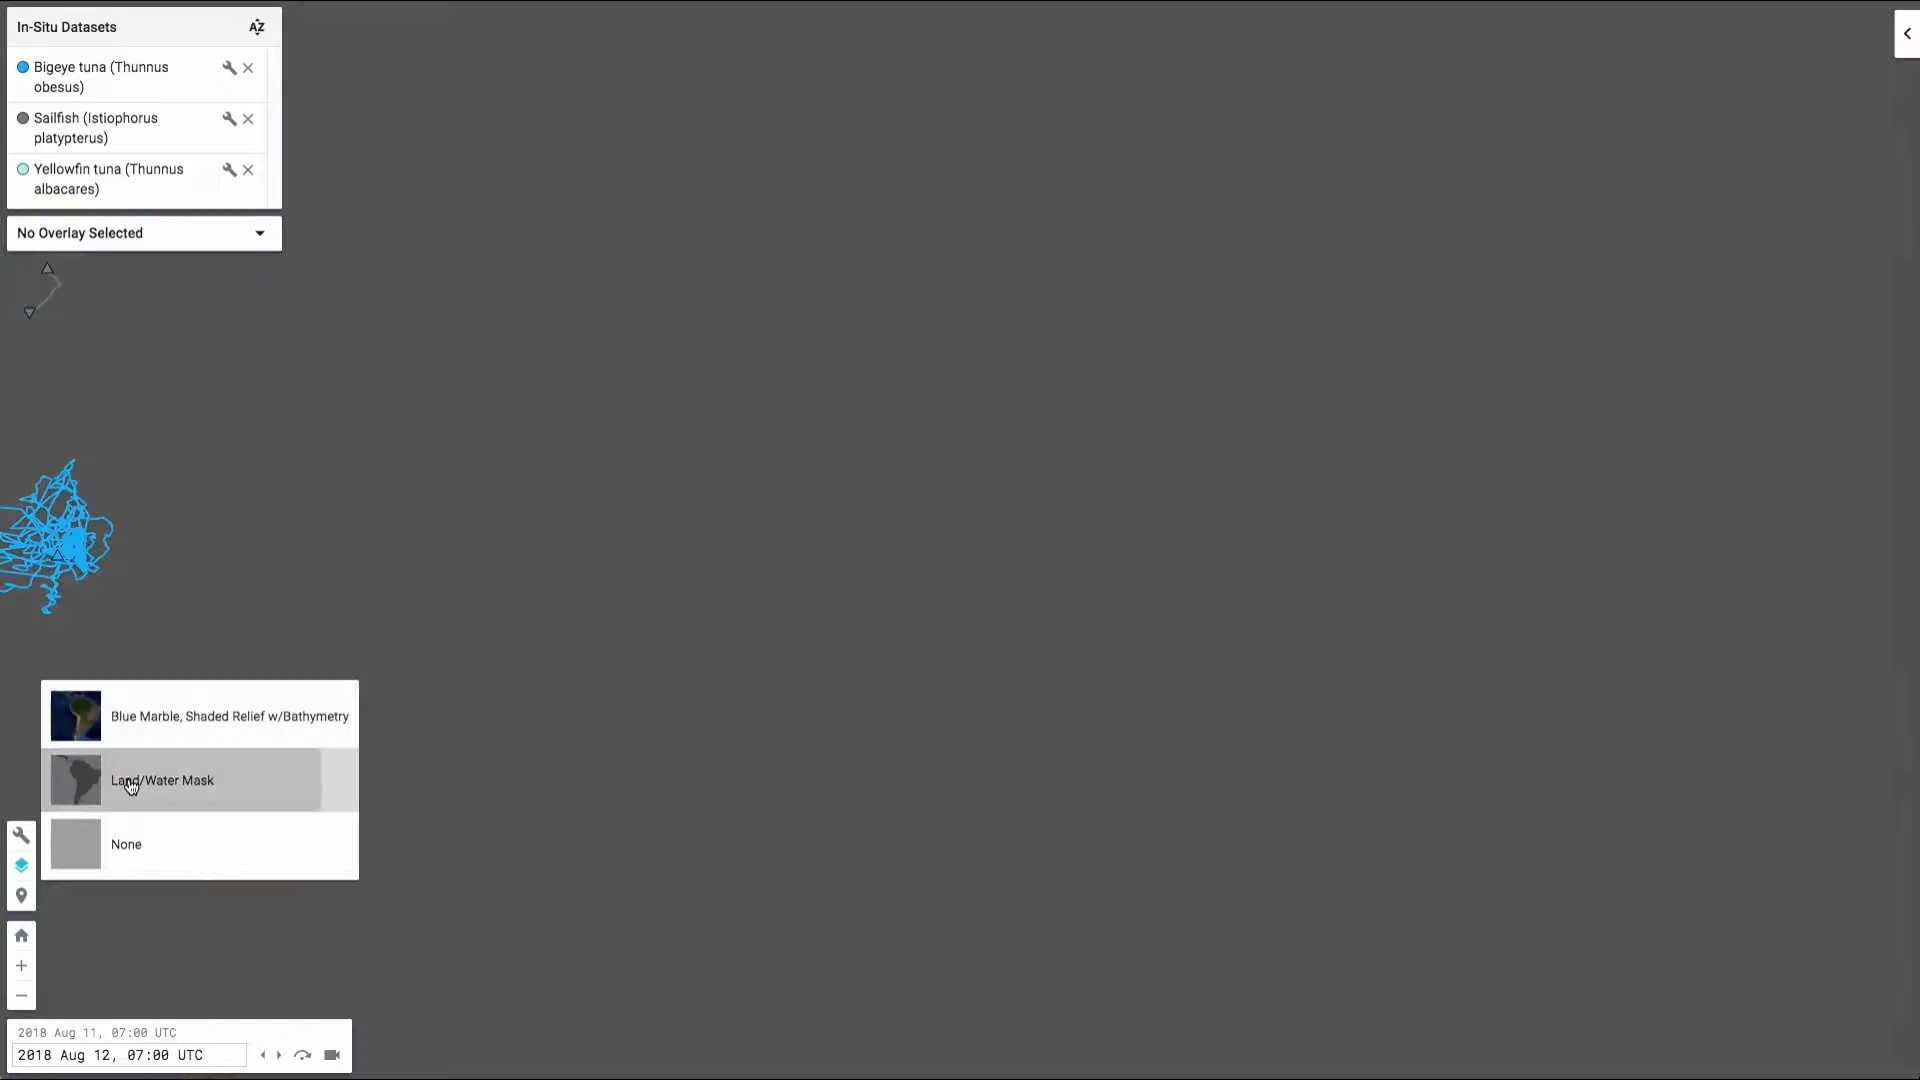 In-Situ Datasets
AZ
Bigeye tuna (Thunnus
obesus)
Sailfish (Istiophorus
platypterus)
Yellowfin tuna (Thunnus
albacares)
No Overlay Selected
Blue Marble, Shaded Relief w/Bathymetry
Land/Water Mask
None
2018 Aug 11, 07:00 UTC
2018 Aug 12, 07:00 UTC